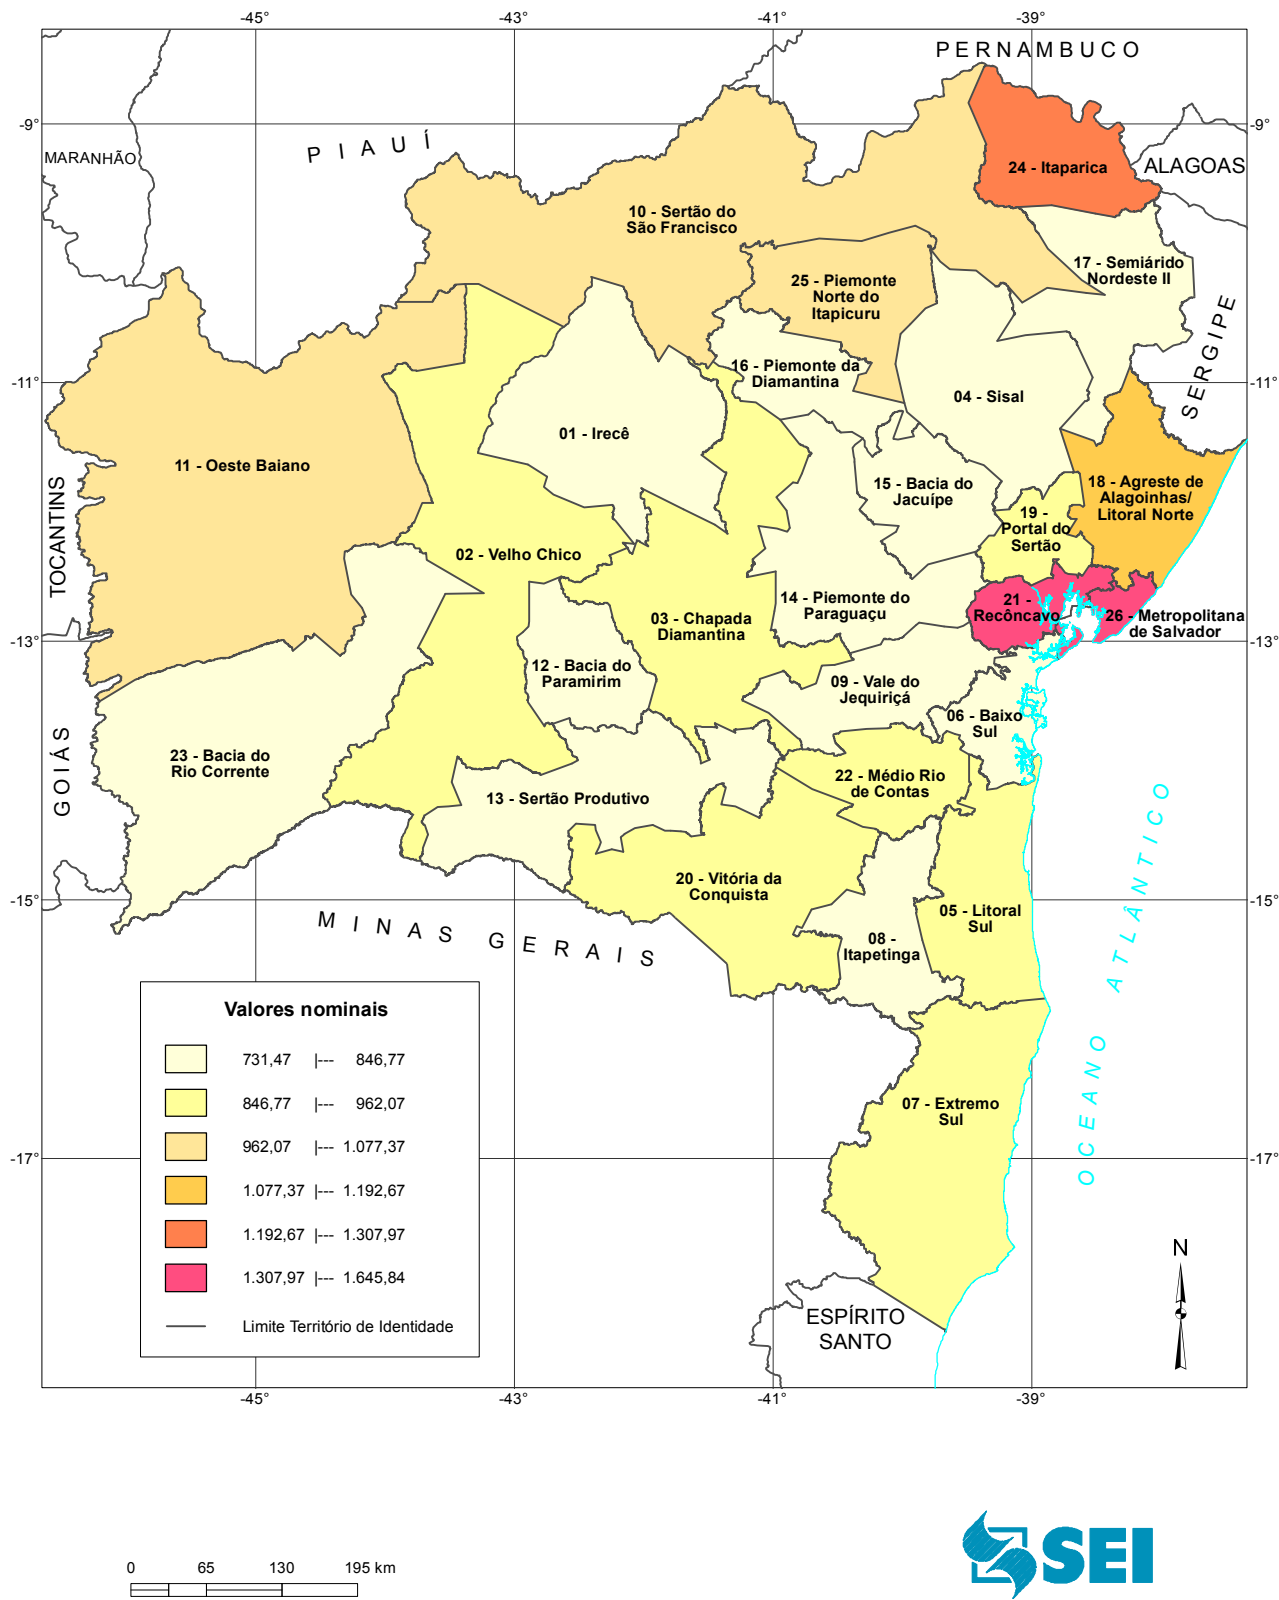 -45°
-43°
-41°
-39°
PERNAMBUCO
-9°
-9°
PIAUÍ
MARANHÃO
24 - Itaparica
ALAGOAS
10 - Sertão do
São Francisco
17 - Semiárido
Nordeste II
25 - Piemonte
Norte do
Itapicuru
SERGIPE
-11°
-11°
16 - Piemonte da
Diamantina
04 - Sisal
01 - Irecê
11 - Oeste Baiano
15 - Bacia do
Jacuípe
18 - Agreste de
Alagoinhas/
Litoral Norte
TOCANTINS
19 -
Portal do
Sertão
02 - Velho Chico
14 - Piemonte do
Paraguaçu
21 -
Recôncavo
03 - Chapada
Diamantina
26 - Metropolitana
de Salvador
-13°
-13°
12 - Bacia do
Paramirim
09 - Vale do
Jequiriçá
06 - Baixo
Sul
GOIÁS
23 - Bacia do
Rio Corrente
22 - Médio Rio
de Contas
13 - Sertão Produtivo
OCEANO ATLÂNTICO
20 - Vitória da
Conquista
-15°
-15°
05 - Litoral
Sul
MINAS GERAIS
08 -
Itapetinga
Valores nominais
731,47 |--- 846,77
846,77 |--- 962,07
962,07 |--- 1.077,37
1.077,37 |--- 1.192,67
1.192,67 |--- 1.307,97
1.307,97 |--- 1.645,84
Limite Território de Identidade
07 - Extremo
Sul
-17°
-17°
N
ESPÍRITO
SANTO
-45°
-43°
-41°
-39°
0 65 130 195 km
SEI